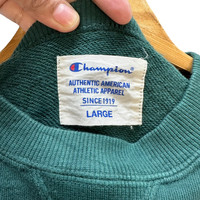 Champion
AUTHENTIC AMERICAN
ATHLETIC APPAREL
SINCE 1919
LARGE